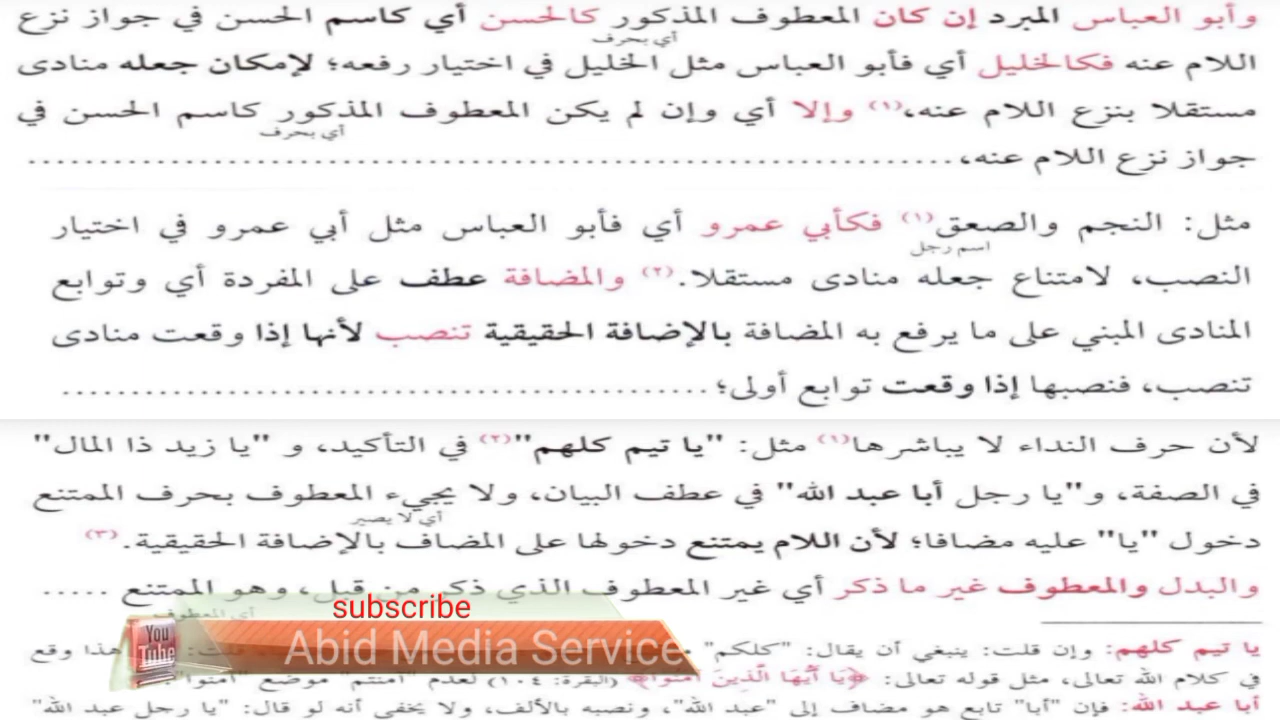 وأبو العباس المبرد إن كان المعطوف المذكور كالحسن أي كاسم الحسن في جواز نزع
أي بحرف
اللام عنه فكالخليل أي فأبو العباس مثل الخليل في اختيار رفعه؛ لإمكان جعله منادى
مستقلا بنزع اللام عنه،(١) وإلا أي وإن لم يكن المعطوف المذكور كاسم الحسن في
أي بحرف
جواز نزع اللام عنه،
مثل: النجم والصعق(١) فكأبي عمرو أي فأبو العباس مثل أبي عمرو في اختيار
اسم رجل
النصب، لامتناع جعله منادى مستقلا.(٢) والمضافة عطف على المفردة أي وتوابع
المنادى المبني على ما يرفع به المضافة بالإضافة الحقيقية تنصب لأنها إذا وقعت منادى
تنصب، فنصبها إذا وقعت توابع أولى؛
لأن حرف النداء لا يباشرها(١) مثل: "يا تيم كلهم"(٢) في التأكيد، و "يا زيد ذا المال"
في الصفة، و"يا رجل أبا عبد الله" في عطف البيان، ولا يجيء المعطوف بحرف الممتنع
أي لا يصير
دخول "يا" عليه مضافا؛ لأن اللام يمتنع دخولها على المضاف بالإضافة الحقيقية.(٣)
والبدل والمعطوف غير ما ذكر أي غير المعطوف الذي ذكر من قبل، وهو الممتنع .....
أي المعطوف
subscribe
You Tube
Abid Media Service
يا تيم كلهم: وإن قلت: ينبغي أن يقال: "كلكم" قلت: هذا وقع
في كلام الله تعالى، مثل قوله تعالى: ﴿يا أَيُّهَا الَّذِينَ آمَنُوا﴾ (البقرة: ١٠٤) لعدم "آمنتم" موضع "آمنوا".
أبا عبد الله: فإن "أبا" تابع هو مضاف إلى "عبد الله"، ونصبه بالألف، ولا يخفى أنه لو قال: "يا رجل عبد الله"